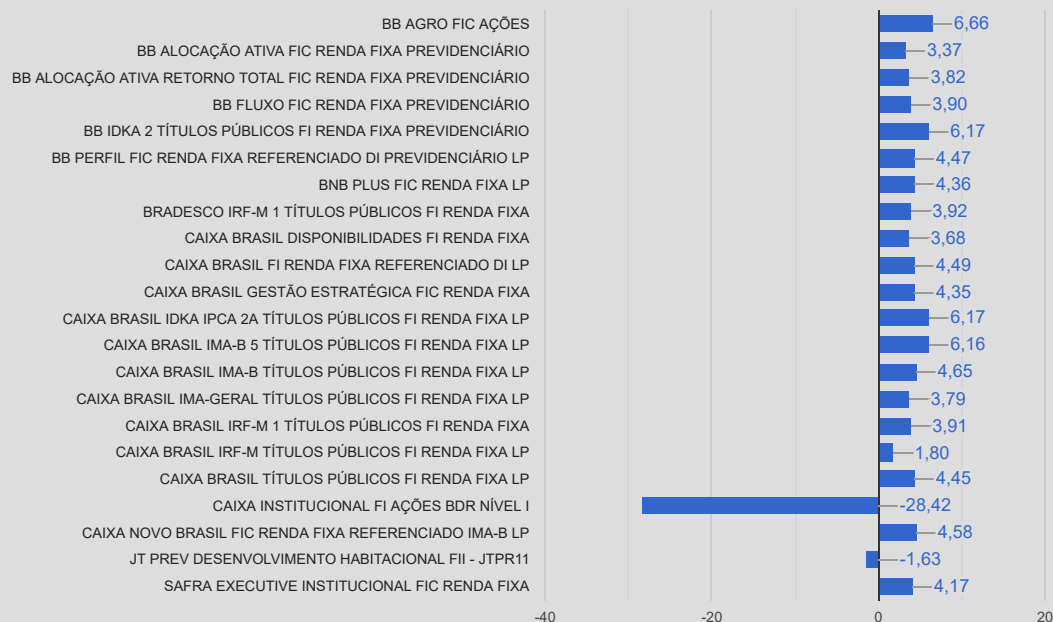 BB AGRO FIC AÇÕES 6,66
BB ALOCAÇÃO ATIVA FIC RENDA FIXA PREVIDENCIÁRIO 3,37
BB ALOCAÇÃO ATIVA RETORNO TOTAL FIC RENDA FIXA PREVIDENCIÁRIO 3,82
BB FLUXO FIC RENDA FIXA PREVIDENCIÁRIO 3,90
BB IDKA 2 TÍTULOS PÚBLICOS FI RENDA FIXA PREVIDENCIÁRIO 6,17
BB PERFIL FIC RENDA FIXA REFERENCIADO DI PREVIDENCIÁRIO LP 4,47
BNB PLUS FIC RENDA FIXA LP 4,36
BRADESCO IRF-M 1 TÍTULOS PÚBLICOS FI RENDA FIXA 3,92
CAIXA BRASIL DISPONIBILIDADES FI RENDA FIXA 3,68
CAIXA BRASIL FI RENDA FIXA REFERENCIADO DI LP 4,49
CAIXA BRASIL GESTÃO ESTRATÉGICA FIC RENDA FIXA 4,35
CAIXA BRASIL IDKA IPCA 2A TÍTULOS PÚBLICOS FI RENDA FIXA LP 6,17
CAIXA BRASIL IMA-B 5 TÍTULOS PÚBLICOS FI RENDA FIXA LP 6,16
CAIXA BRASIL IMA-B TÍTULOS PÚBLICOS FI RENDA FIXA LP 4,65
CAIXA BRASIL IMA-GERAL TÍTULOS PÚBLICOS FI RENDA FIXA LP 3,79
CAIXA BRASIL IRF-M 1 TÍTULOS PÚBLICOS FI RENDA FIXA 3,91
CAIXA BRASIL IRF-M TÍTULOS PÚBLICOS FI RENDA FIXA LP 1,80
CAIXA BRASIL TÍTULOS PÚBLICOS FI RENDA FIXA LP 4,45
CAIXA INSTITUCIONAL FI AÇÕES BDR NÍVEL I -28,42
CAIXA NOVO BRASIL FIC RENDA FIXA REFERENCIADO IMA-B LP 4,58
JT PREV DESENVOLVIMENTO HABITACIONAL FII - JTPR11 -1,63
SAFRA EXECUTIVE INSTITUCIONAL FIC RENDA FIXA 4,17
-40 -20 0 20